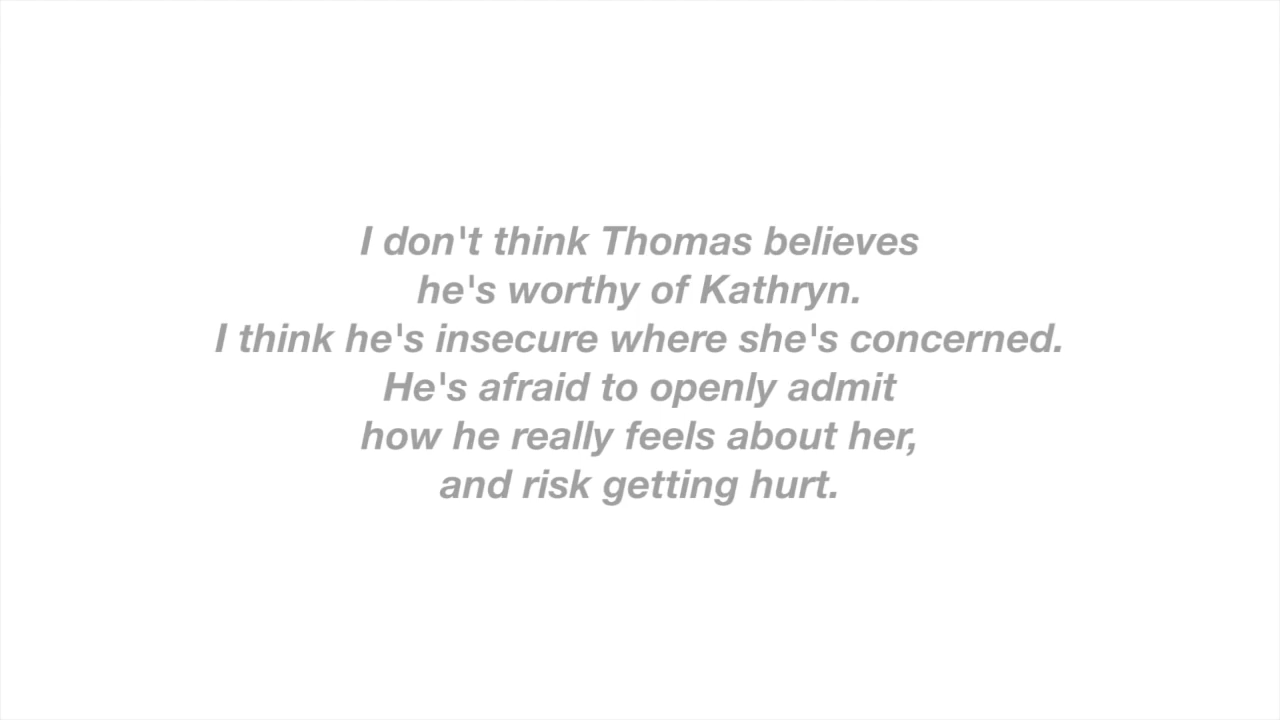 I don't think Thomas believes
he's worthy of Kathryn.
I think he's insecure where she's concerned.
He's afraid to openly admit
how he really feels about her,
and risk getting hurt.